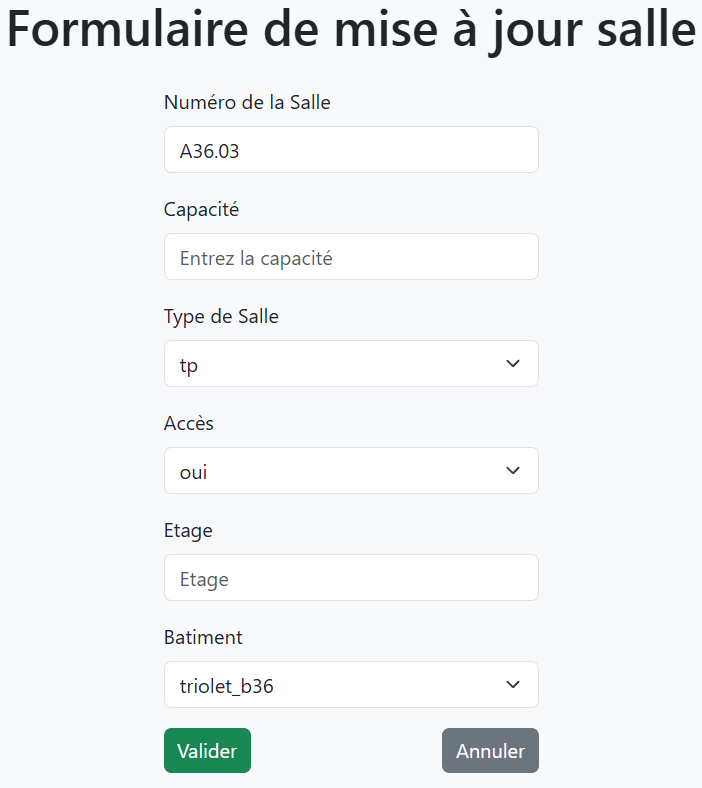 Formulaire de mise à jour salle
Numéro de la Salle
A36.03
Capacité
Entrez la capacité
Type de Salle
tp
Accès
oui
Etage
Etage
Batiment
triolet_b36
Valider
Annuler